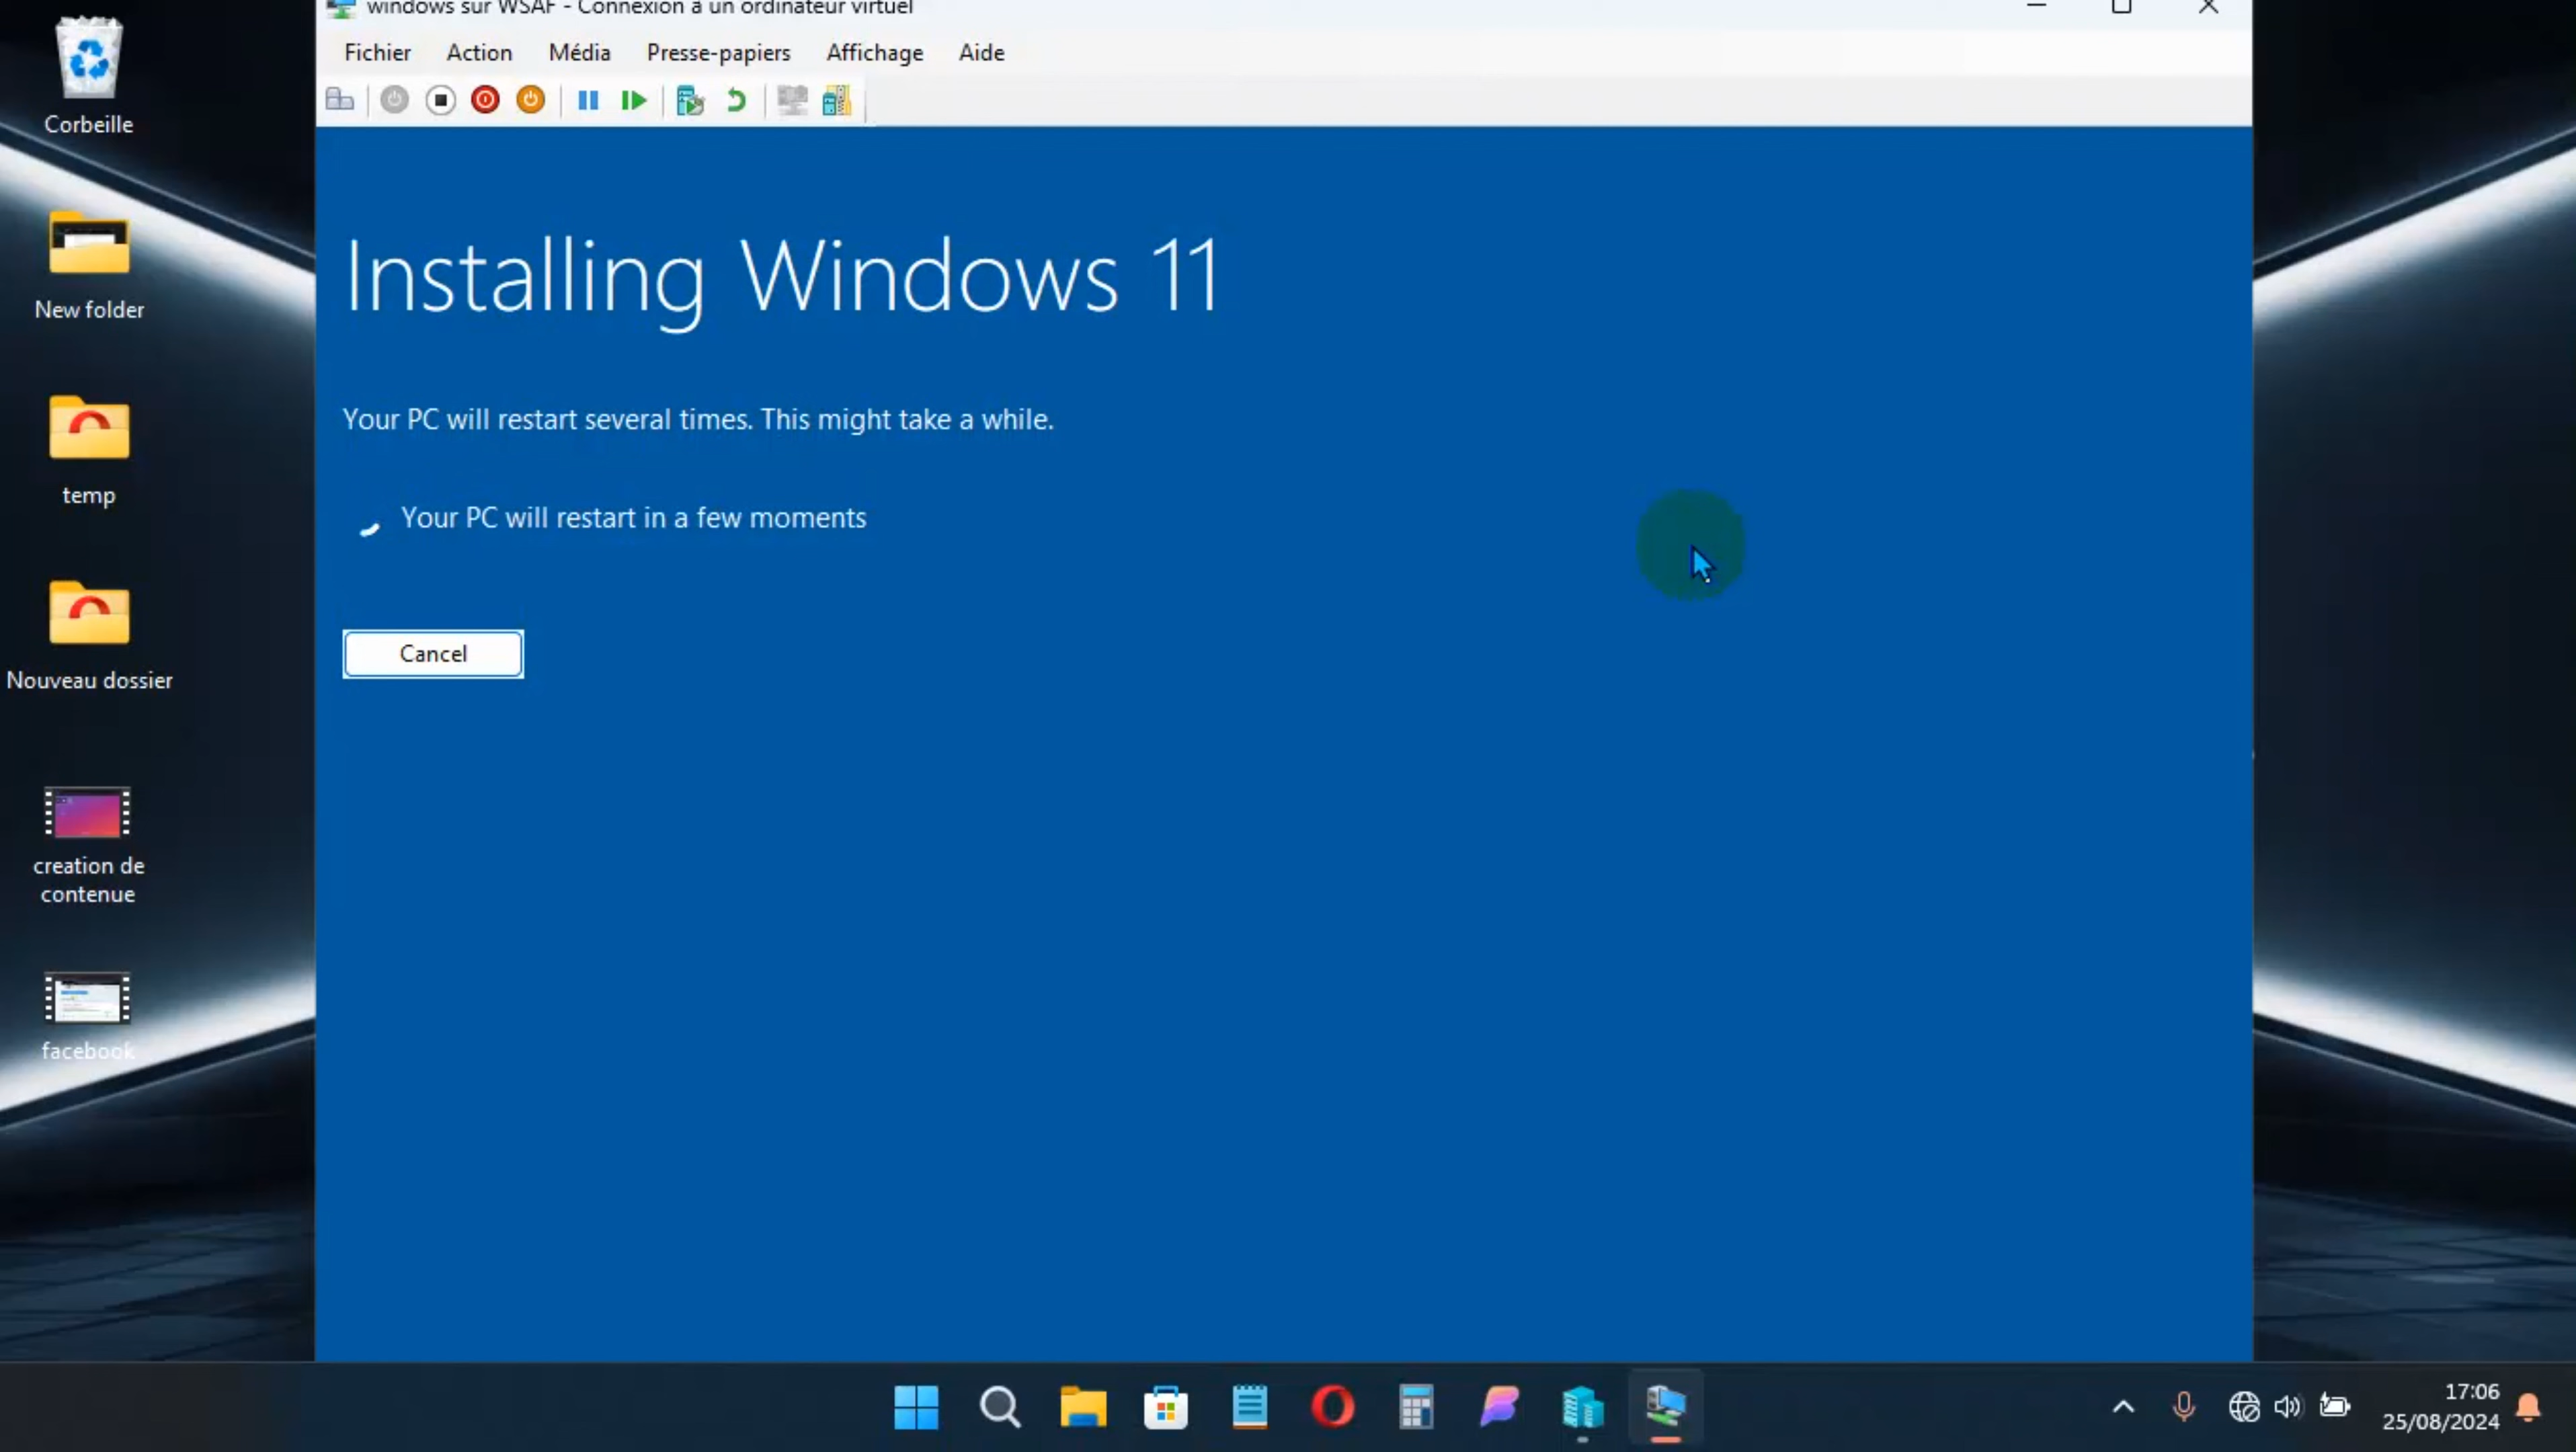 windows sur WSAF - Connexion à un ordinateur virtuel
Fichier Action Média Presse-papiers Affichage Aide
Corbeille
New folder
temp
Nouveau dossier
creation de
contenue
facebook
Installing Windows 11
Your PC will restart several times. This might take a while.
Your PC will restart in a few moments
Cancel
17:06
25/08/2024